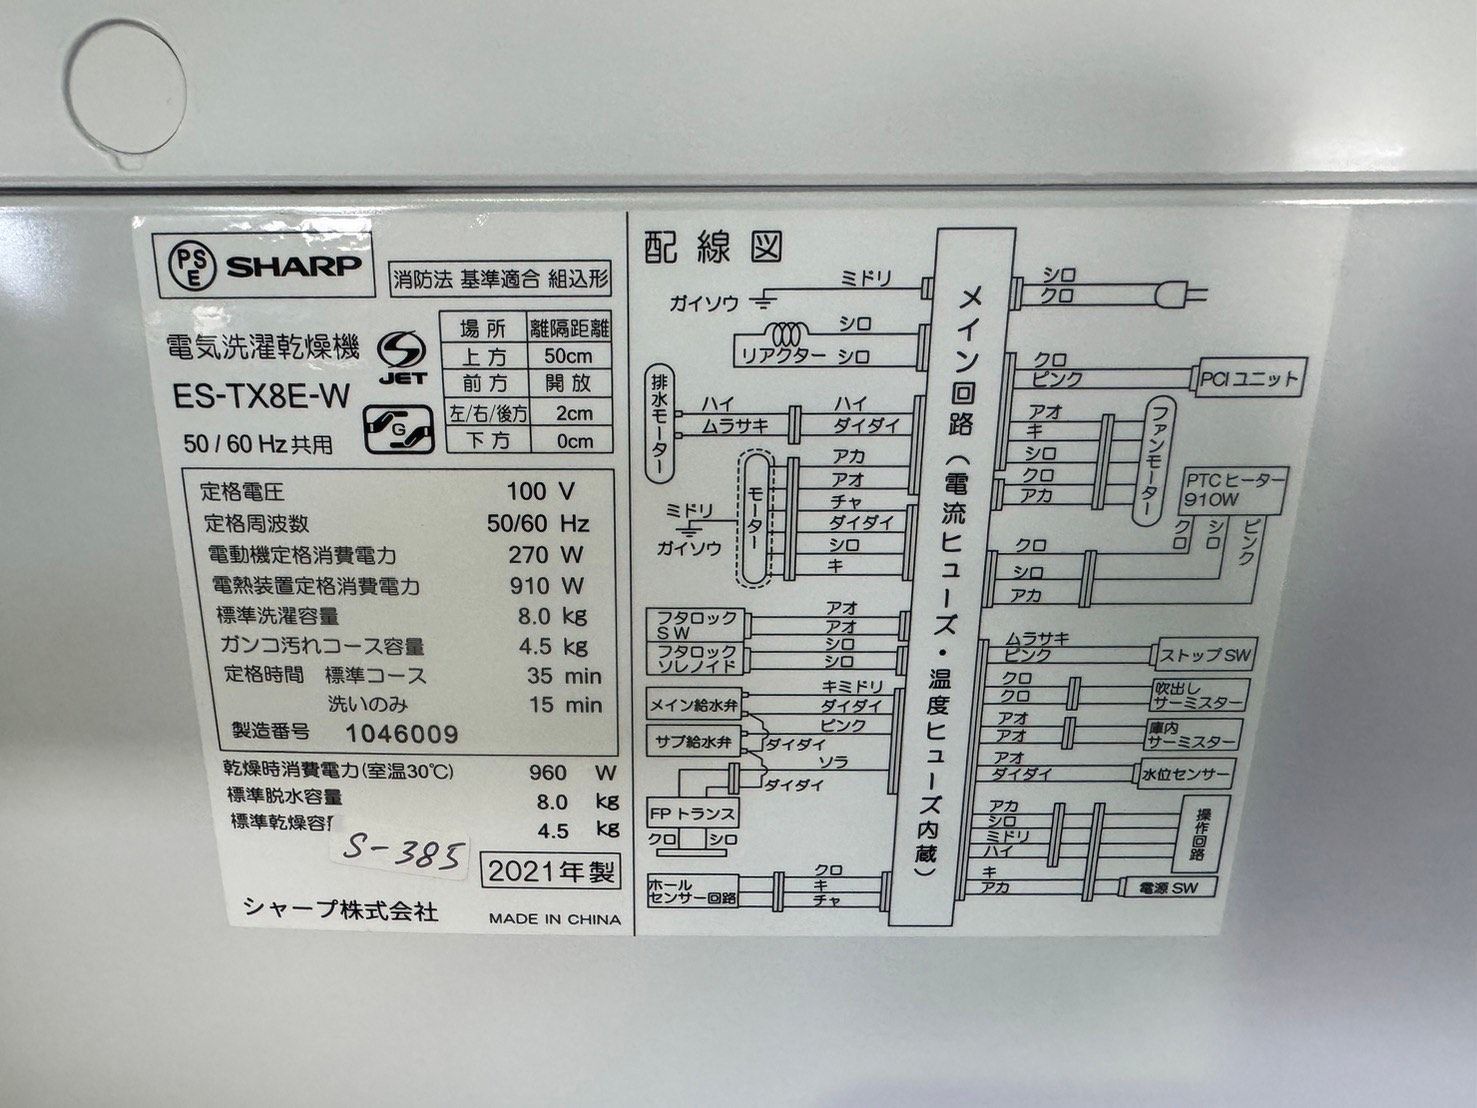 PSE SHARP
消防法 基準適合 組込形
電気洗濯乾燥機
JET
ES-TX8E-W
G
50 / 60 Hz 共用
場所 離隔距離
上方 50cm
前方 開放
左/右/後方 2cm
下方 0cm
定格電圧 100 V
定格周波数 50/60 Hz
電動機定格消費電力 270 W
電熱装置定格消費電力 910 W
標準洗濯容量 8.0 kg
ガンコ汚れコース容量 4.5 kg
定格時間 標準コース 35 min
洗いのみ 15 min
製造番号 1046009
乾燥時消費電力(室温30℃) 960 W
標準脱水容量 8.0 kg
標準乾燥容 4.5 kg
S-385
2021年製
シャープ株式会社
MADE IN CHINA
配線図
ミドリ
ガイソウ
シロ
リアクター シロ
排水モーター
ハイ ハイ
ムラサキ ダイダイ
モーター
アカ
アオ
チャ
ダイダイ
シロ
キ
ミドリ
ガイソウ
フタロック
SW
アオ
アオ
フタロック
ソレノイド
シロ
シロ
メイン給水弁
キミドリ
ダイダイ
サブ給水弁
ピンク
ダイダイ
ソラ
ダイダイ
FPトランス
クロ シロ
ホール
センサー回路
クロ
キ
チャ
メイン回路(電流ヒューズ・温度ヒューズ内蔵)
シロ
クロ
クロ
ピンク
PCIユニット
アオ
キ
シロ
クロ
アカ
ファンモーター
PTCヒーター
910W
クロ
シロ
ピンク
クロ
シロ
アカ
ムラサキ
ピンク
ストップSW
クロ
クロ
吹出し
サーミスター
アオ
アオ
庫内
サーミスター
アオ
ダイダイ
水位センサー
アカ
シロ
ミドリ
ハイ
操作回路
キ
アカ
電源SW